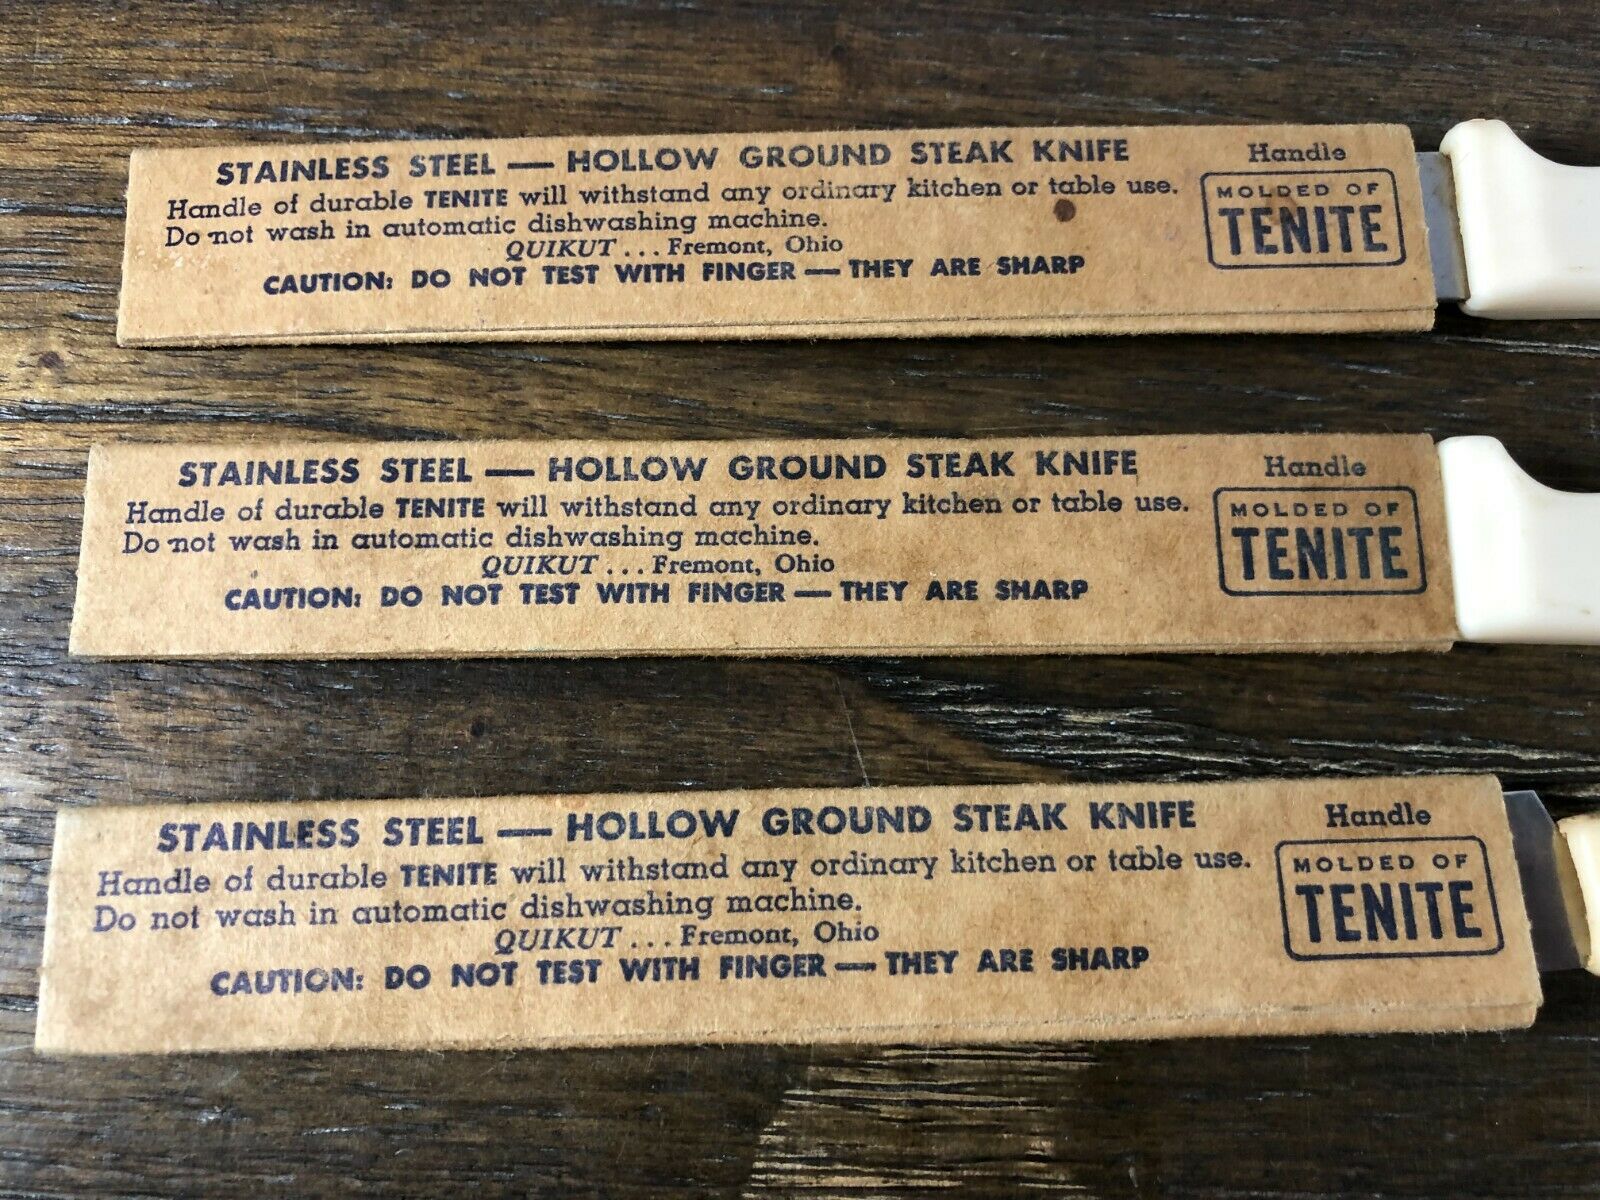 STAINLESS STEEL — HOLLOW GROUND STEAK KNIFE
Handle of durable TENITE will withstand any ordinary kitchen or table use.
Do not wash in automatic dishwashing machine.
QUIKUT . . . Fremont, Ohio
CAUTION: DO NOT TEST WITH FINGER — THEY ARE SHARP
Handle
MOLDED OF
TENITE
STAINLESS STEEL — HOLLOW GROUND STEAK KNIFE
Handle of durable TENITE will withstand any ordinary kitchen or table use.
Do not wash in automatic dishwashing machine.
QUIKUT . . . Fremont, Ohio
CAUTION: DO NOT TEST WITH FINGER — THEY ARE SHARP
Handle
MOLDED OF
TENITE
STAINLESS STEEL — HOLLOW GROUND STEAK KNIFE
Handle of durable TENITE will withstand any ordinary kitchen or table use.
Do not wash in automatic dishwashing machine.
QUIKUT . . . Fremont, Ohio
CAUTION: DO NOT TEST WITH FINGER — THEY ARE SHARP
Handle
MOLDED OF
TENITE